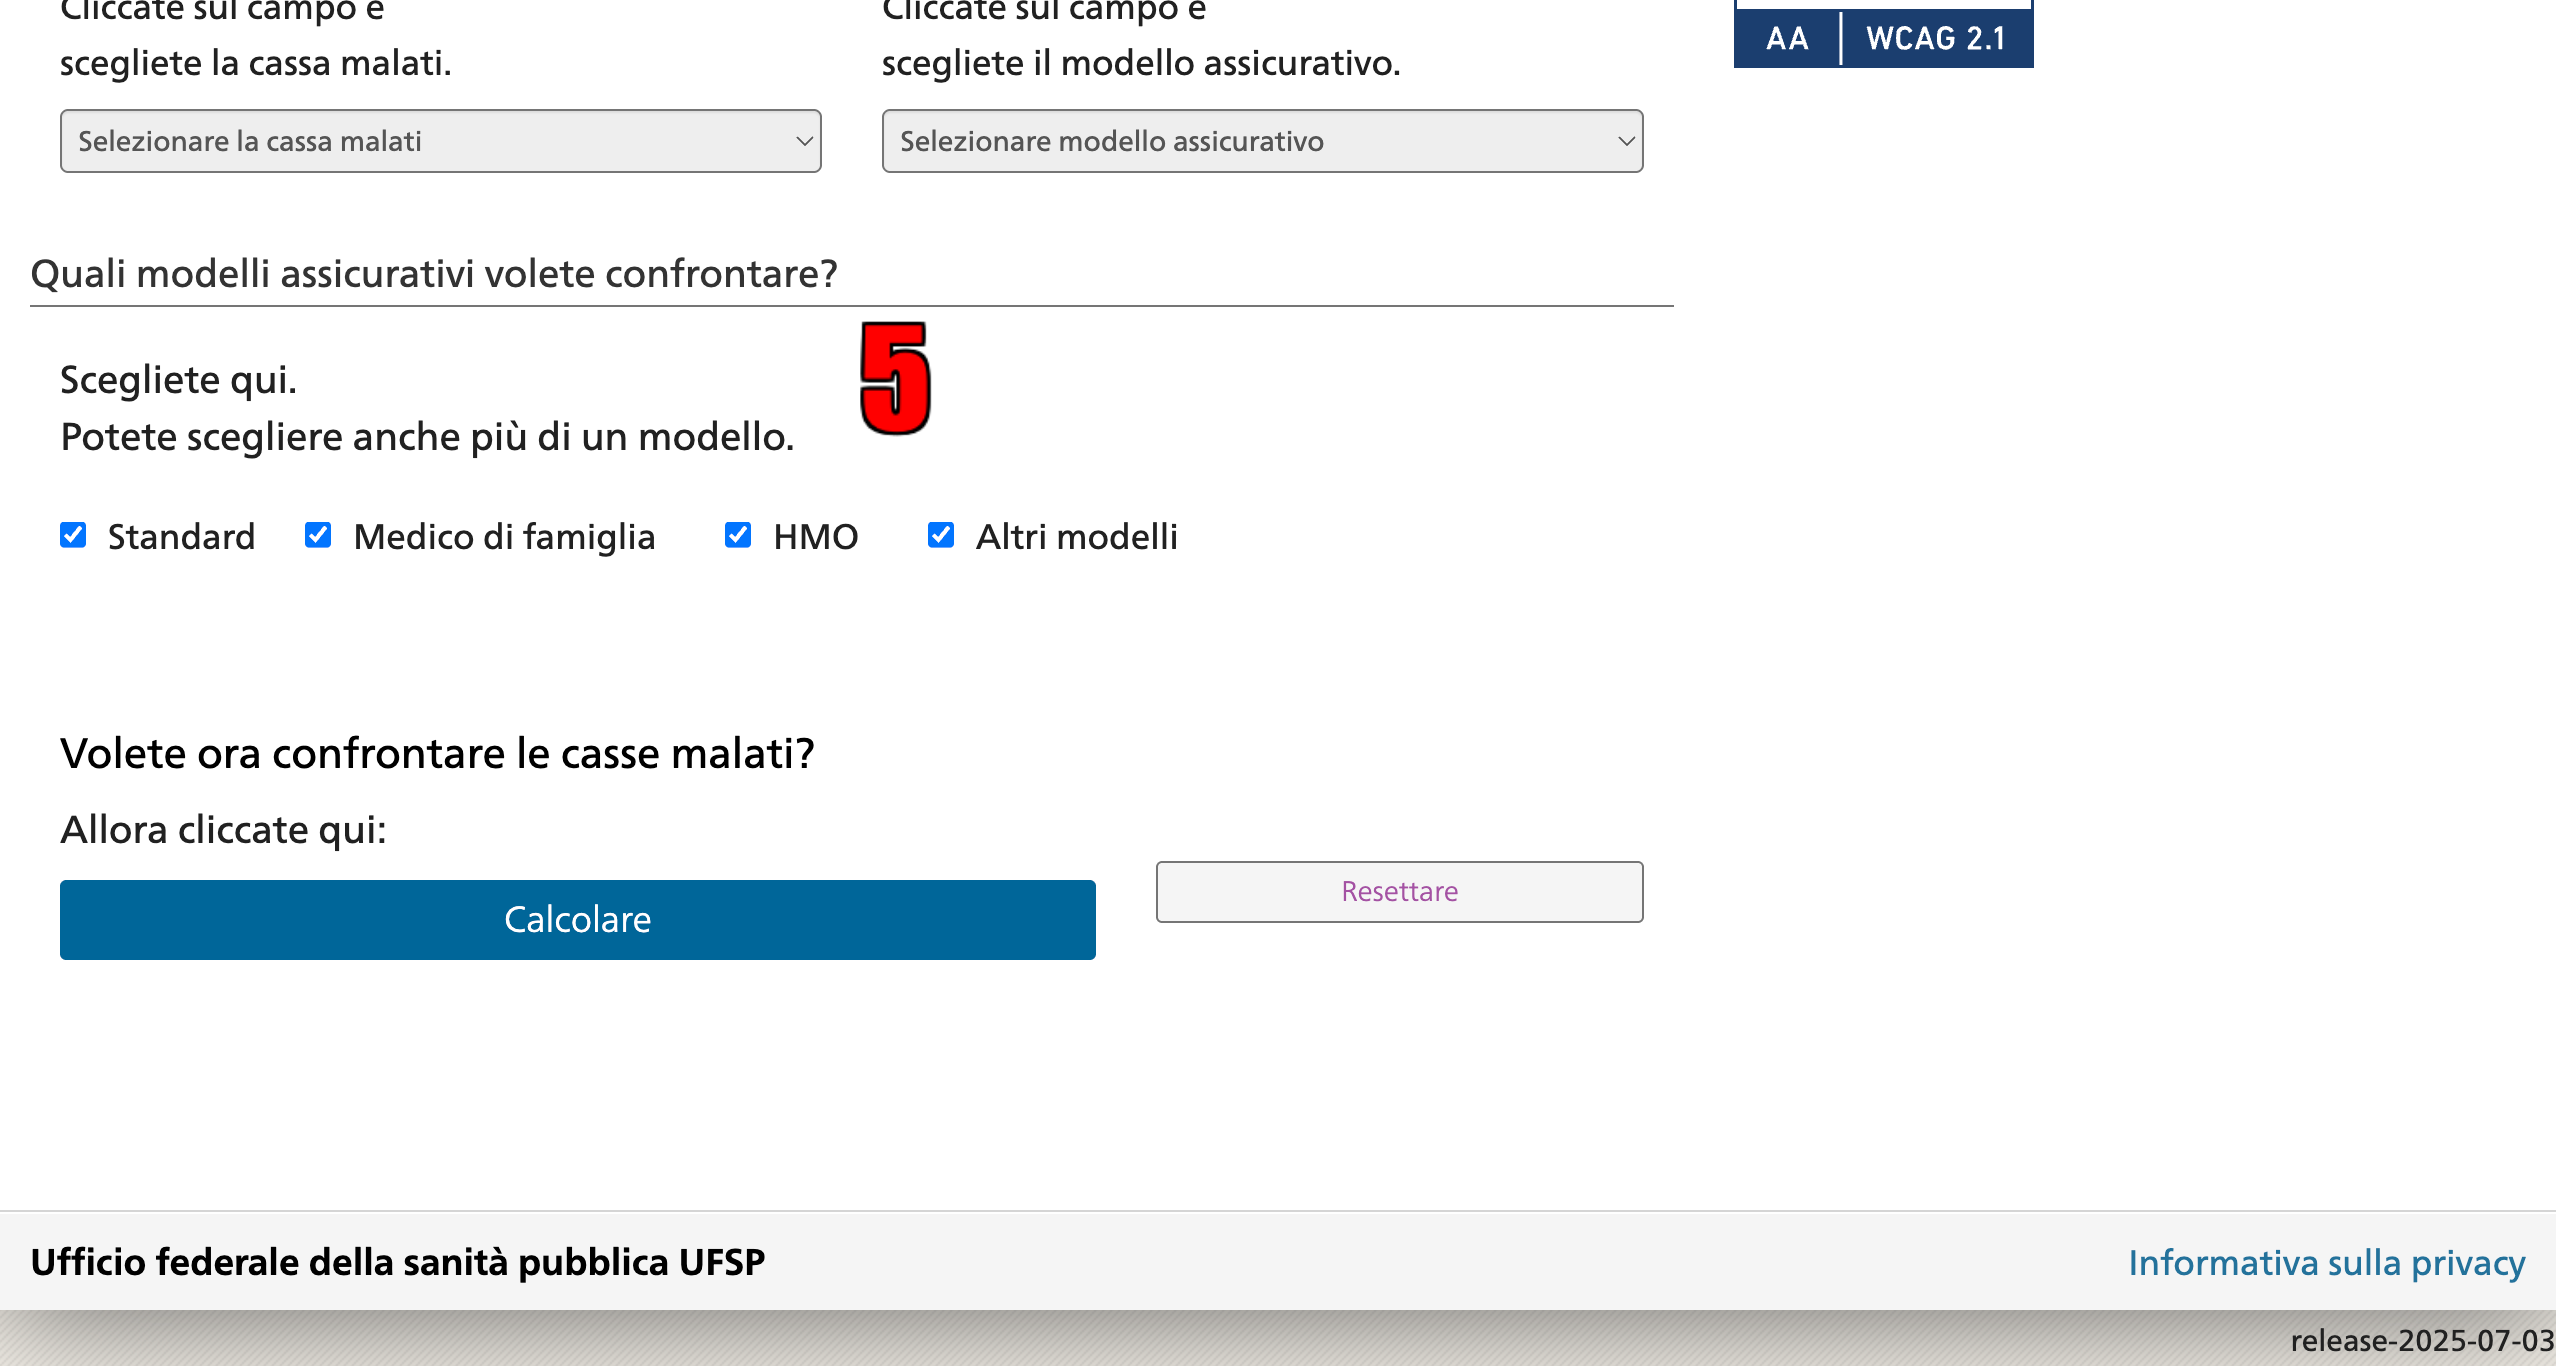 Cliccate sul campo e
scegliete la cassa malati.
Selezionare la cassa malati
Cliccate sul campo e
scegliete il modello assicurativo.
Selezionare modello assicurativo
AA WCAG 2.1
Quali modelli assicurativi volete confrontare?
5
Scegliete qui.
Potete scegliere anche più di un modello.
Standard Medico di famiglia HMO Altri modelli
Volete ora confrontare le casse malati?
Allora cliccate qui:
Calcolare
Resettare
Ufficio federale della sanità pubblica UFSP
Informativa sulla privacy
release-2025-07-03